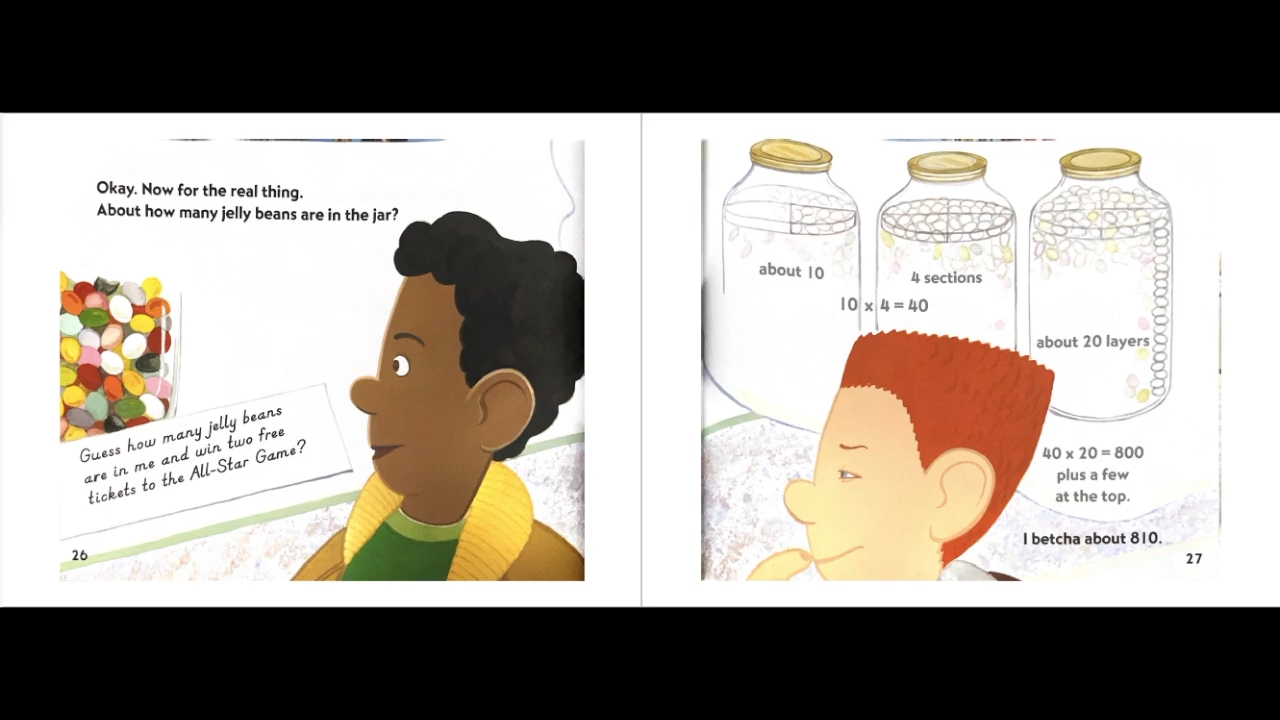 Okay. Now for the real thing.
About how many jelly beans are in the jar?
Guess how many jelly beans
are in me and win two free
tickets to the All-Star Game?
26
about 10
4 sections
10 x 4 = 40
about 20 layers
40 x 20 = 800
plus a few
at the top.
I betcha about 810.
27